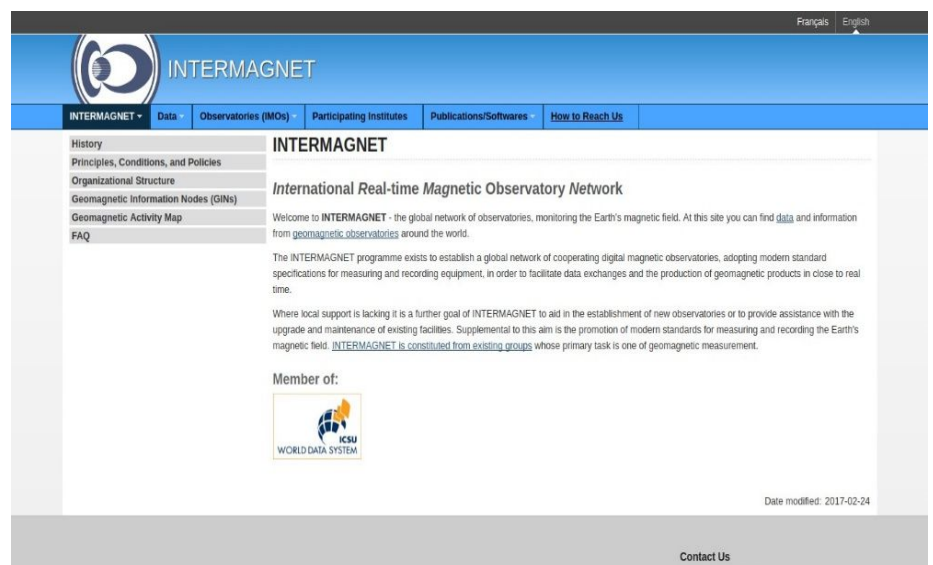 Français English
INTERMAGNET
INTERMAGNET Data Observatories (IMOs) Participating Institutes Publications/Softwares How to Reach Us
History
Principles, Conditions, and Policies
Organizational Structure
Geomagnetic Information Nodes (GINs)
Geomagnetic Activity Map
FAQ
INTERMAGNET
International Real-time Magnetic Observatory Network
Welcome to INTERMAGNET - the global network of observatories, monitoring the Earth's magnetic field. At this site you can find data and information
from geomagnetic observatories around the world.
The INTERMAGNET programme exists to establish a global network of cooperating digital magnetic observatories, adopting modern standard
specifications for measuring and recording equipment, in order to facilitate data exchanges and the production of geomagnetic products in close to real
time.
Where local support is lacking it is a further goal of INTERMAGNET to aid in the establishment of new observatories or to provide assistance with the
upgrade and maintenance of existing facilities. Supplemental to this aim is the promotion of modern standards for measuring and recording the Earth's
magnetic field. INTERMAGNET is constituted from existing groups whose primary task is one of geomagnetic measurement.
Member of:
ICSU
WORLD DATA SYSTEM
Date modified: 2017-02-24
Contact Us